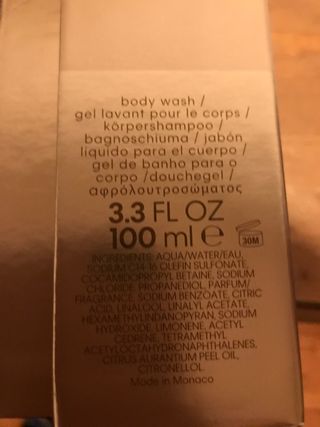 body wash /
gel lavant pour le corps /
körpershampoo /
bagnoschiuma / jabón
líquido para el cuerpo /
gel de banho para o
corpo /douchegel /
αφρόλουτροσώματος
3.3 FL OZ
100 ml ℮
30M
INGREDIENTS: AQUA/WATER/EAU,
SODIUM C14-16 OLEFIN SULFONATE,
COCAMIDOPROPYL BETAINE, SODIUM
CHLORIDE, PROPANEDIOL, PARFUM/
FRAGRANCE, SODIUM BENZOATE, CITRIC
ACID, LINALOOL, LINALYL ACETATE,
HEXAMETHYLINDANOPYRAN, SODIUM
HYDROXIDE, LIMONENE, ACETYL
CEDRENE, TETRAMETHYL
ACETYLOCTAHYDRONAPHTHALENES,
CITRUS AURANTIUM PEEL OIL,
CITRONELLOL.
Made in Monaco